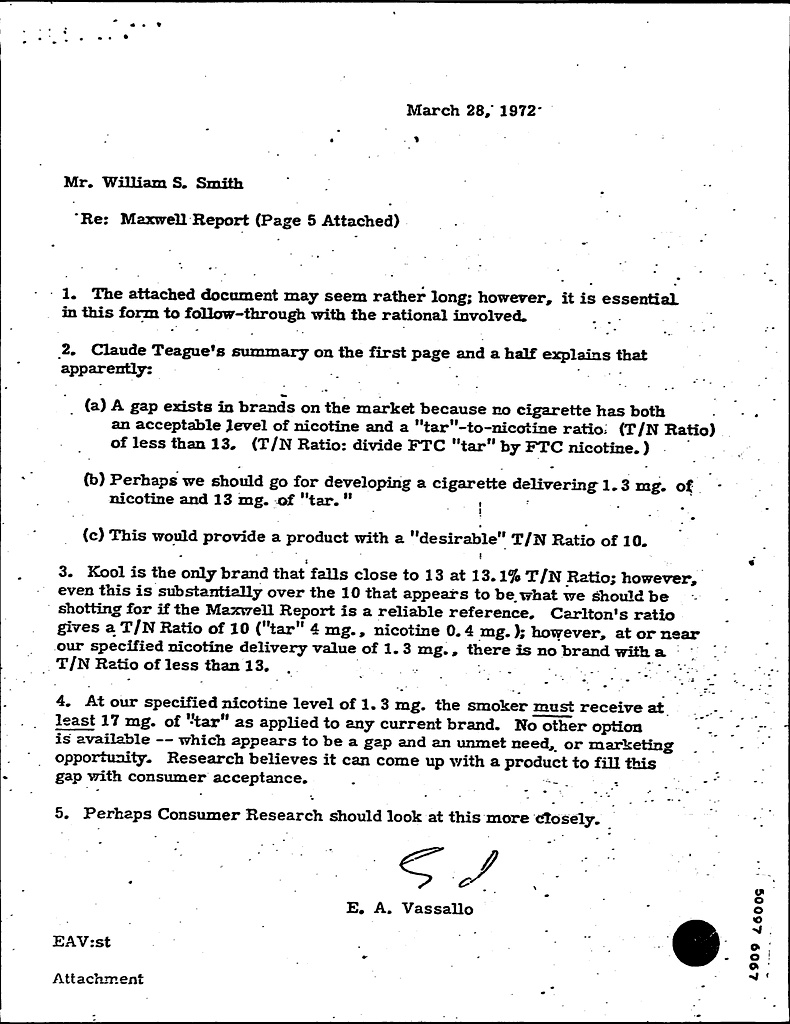 March 28, 1972
Mr. William S. Smith
Re: Maxwell Report (Page 5 Attached)
1. The attached document may seem rather long; however, it is essential
in this form to follow-through with the rational involved.
2. Claude Teague's summary on the first page and a half explains that
apparently:
(a) A gap exists in brands on the market because no cigarette has both
an acceptable level of nicotine and a "tar"-to-nicotine ratio (T/N Ratio)
of less than 13. (T/N Ratio: divide FTC "tar" by FTC nicotine.)
(b) Perhaps we should go for developing a cigarette delivering 1.3 mg. of
nicotine and 13 mg. of "tar."
(c) This would provide a product with a "desirable" T/N Ratio of 10.
3. Kool is the only brand that falls close to 13 at 13.1% T/N Ratio; however,
even this is substantially over the 10 that appears to be what we should be
shotting for if the Maxwell Report is a reliable reference. Carlton's ratio
gives a T/N Ratio of 10 ("tar" 4 mg., nicotine 0.4 mg.); however, at or near
our specified nicotine delivery value of 1.3 mg., there is no brand with a
T/N Ratio of less than 13.
4. At our specified nicotine level of 1.3 mg. the smoker must receive at
least 17 mg. of "tar" as applied to any current brand. No other option
is available -- which appears to be a gap and an unmet need, or marketing
opportunity. Research believes it can come up with a product to fill this
gap with consumer acceptance.
5. Perhaps Consumer Research should look at this more closely.
E. A. Vassallo
EAV:st
Attachment
50097 6067